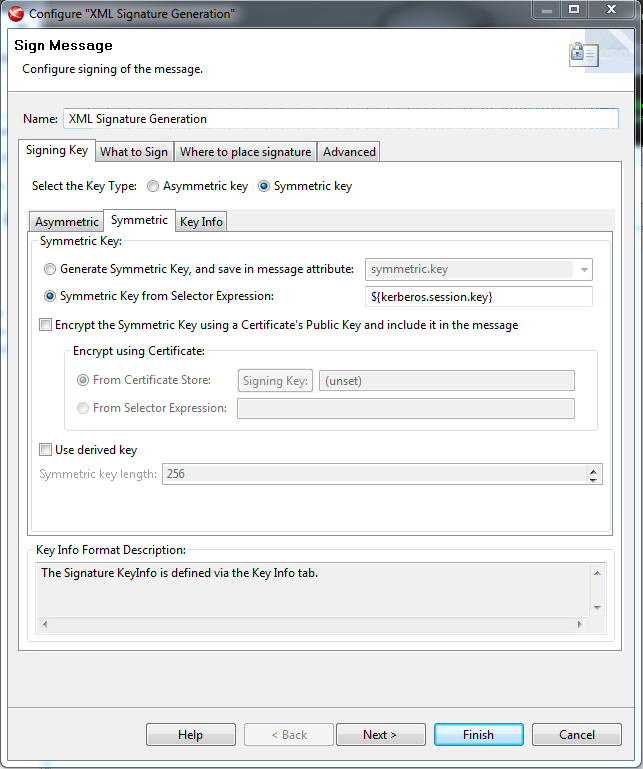 Configure "XML Signature Generation"
Sign Message
Configure signing of the message.
Name: XML Signature Generation
Signing Key What to Sign Where to place signature Advanced
Select the Key Type: Asymmetric key Symmetric key
Asymmetric Symmetric Key Info
Symmetric Key:
Generate Symmetric Key, and save in message attribute: symmetric.key
Symmetric Key from Selector Expression: ${kerberos.session.key}
Encrypt the Symmetric Key using a Certificate's Public Key and include it in the message
Encrypt using Certificate:
From Certificate Store: Signing Key: (unset)
From Selector Expression:
Use derived key
Symmetric key length: 256
Key Info Format Description:
The Signature KeyInfo is defined via the Key Info tab.
Help < Back Next > Finish Cancel